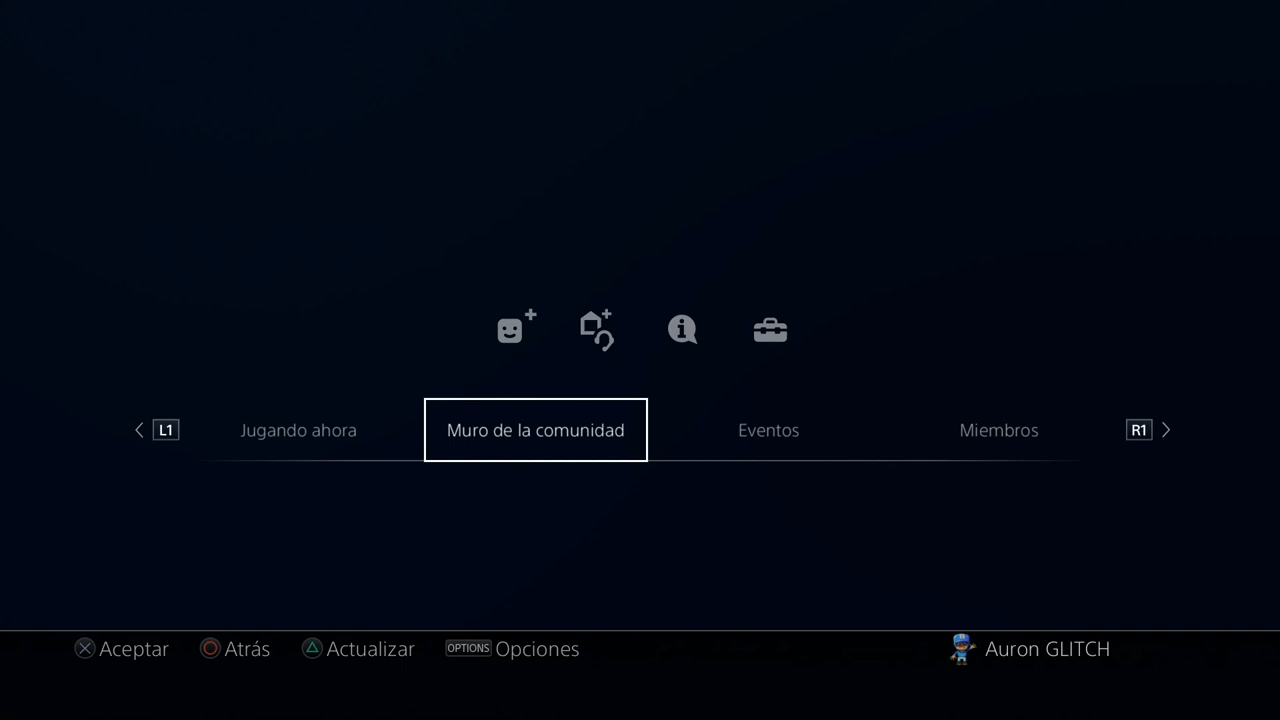 L1 Jugando ahora Muro de la comunidad Eventos Miembros R1
Aceptar Atrás Actualizar OPTIONS Opciones Auron GLITCH